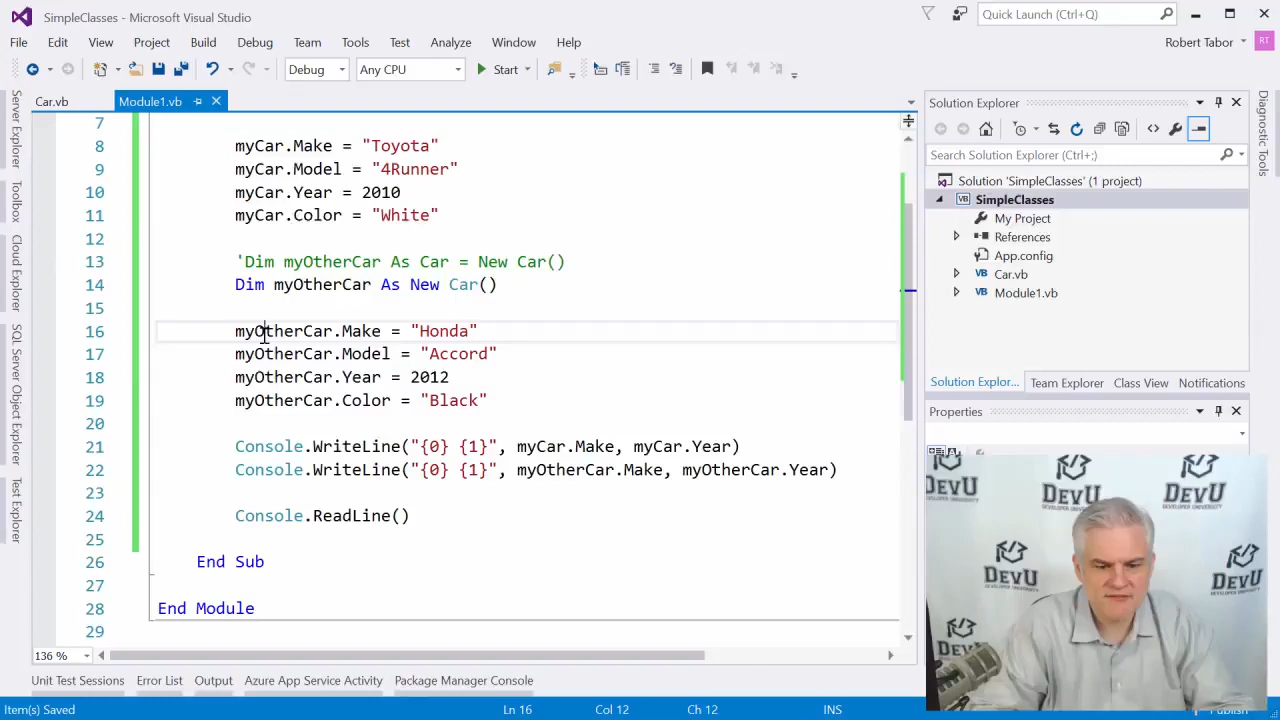 SimpleClasses - Microsoft Visual Studio
Quick Launch (Ctrl+Q)
File Edit View Project Build Debug Team Tools Test Analyze Window Help
Robert Tabor RT
Debug Any CPU Start
Server Explorer
Toolbox
Cloud Explorer
SQL Server Object Explorer
Test Explorer
Car.vb Module1.vb
7
8 myCar.Make = "Toyota"
9 myCar.Model = "4Runner"
10 myCar.Year = 2010
11 myCar.Color = "White"
12
13 'Dim myOtherCar As Car = New Car()
14 Dim myOtherCar As New Car()
15
16 myOtherCar.Make = "Honda"
17 myOtherCar.Model = "Accord"
18 myOtherCar.Year = 2012
19 myOtherCar.Color = "Black"
20
21 Console.WriteLine("{0} {1}", myCar.Make, myCar.Year)
22 Console.WriteLine("{0} {1}", myOtherCar.Make, myOtherCar.Year)
23
24 Console.ReadLine()
25
26 End Sub
27
28 End Module
29
136 %
Solution Explorer
Search Solution Explorer (Ctrl+;)
Solution 'SimpleClasses' (1 project)
VB SimpleClasses
My Project
References
App.config
VB Car.vb
VB Module1.vb
Solution Explor... Team Explorer Class View Notifications
Properties
Diagnostic Tools
DevU DevU DevU
DEVELOPER UNIVERSITY
DevU DevU
DevU
Unit Test Sessions Error List Output Azure App Service Activity Package Manager Console
Item(s) Saved Ln 16 Col 12 Ch 12 INS